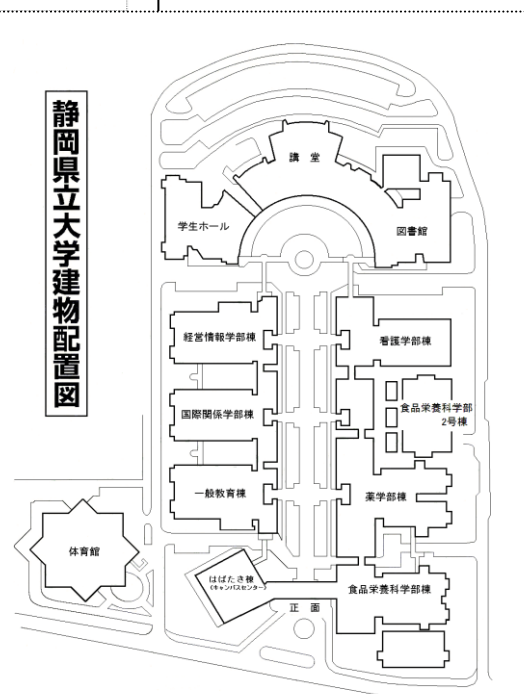 静岡県立大学建物配置図
講堂
学生ホール
図書館
経営情報学部棟
看護学部棟
国際関係学部棟
食品栄養科学部
2号棟
一般教育棟
薬学部棟
体育館
はばたき棟
(キャンパスセンター)
食品栄養科学部棟
正面